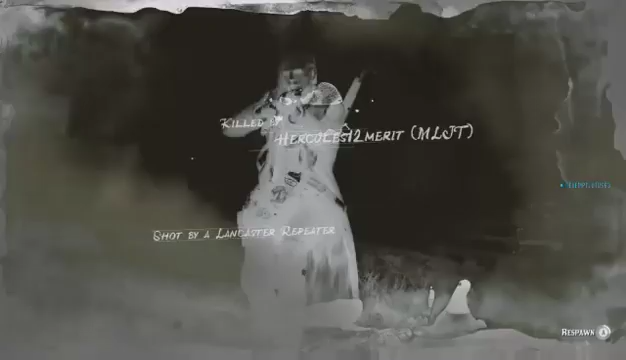 Killed by
Hercules12merit (MLJT)
Shot by a Lancaster Repeater
Respawn